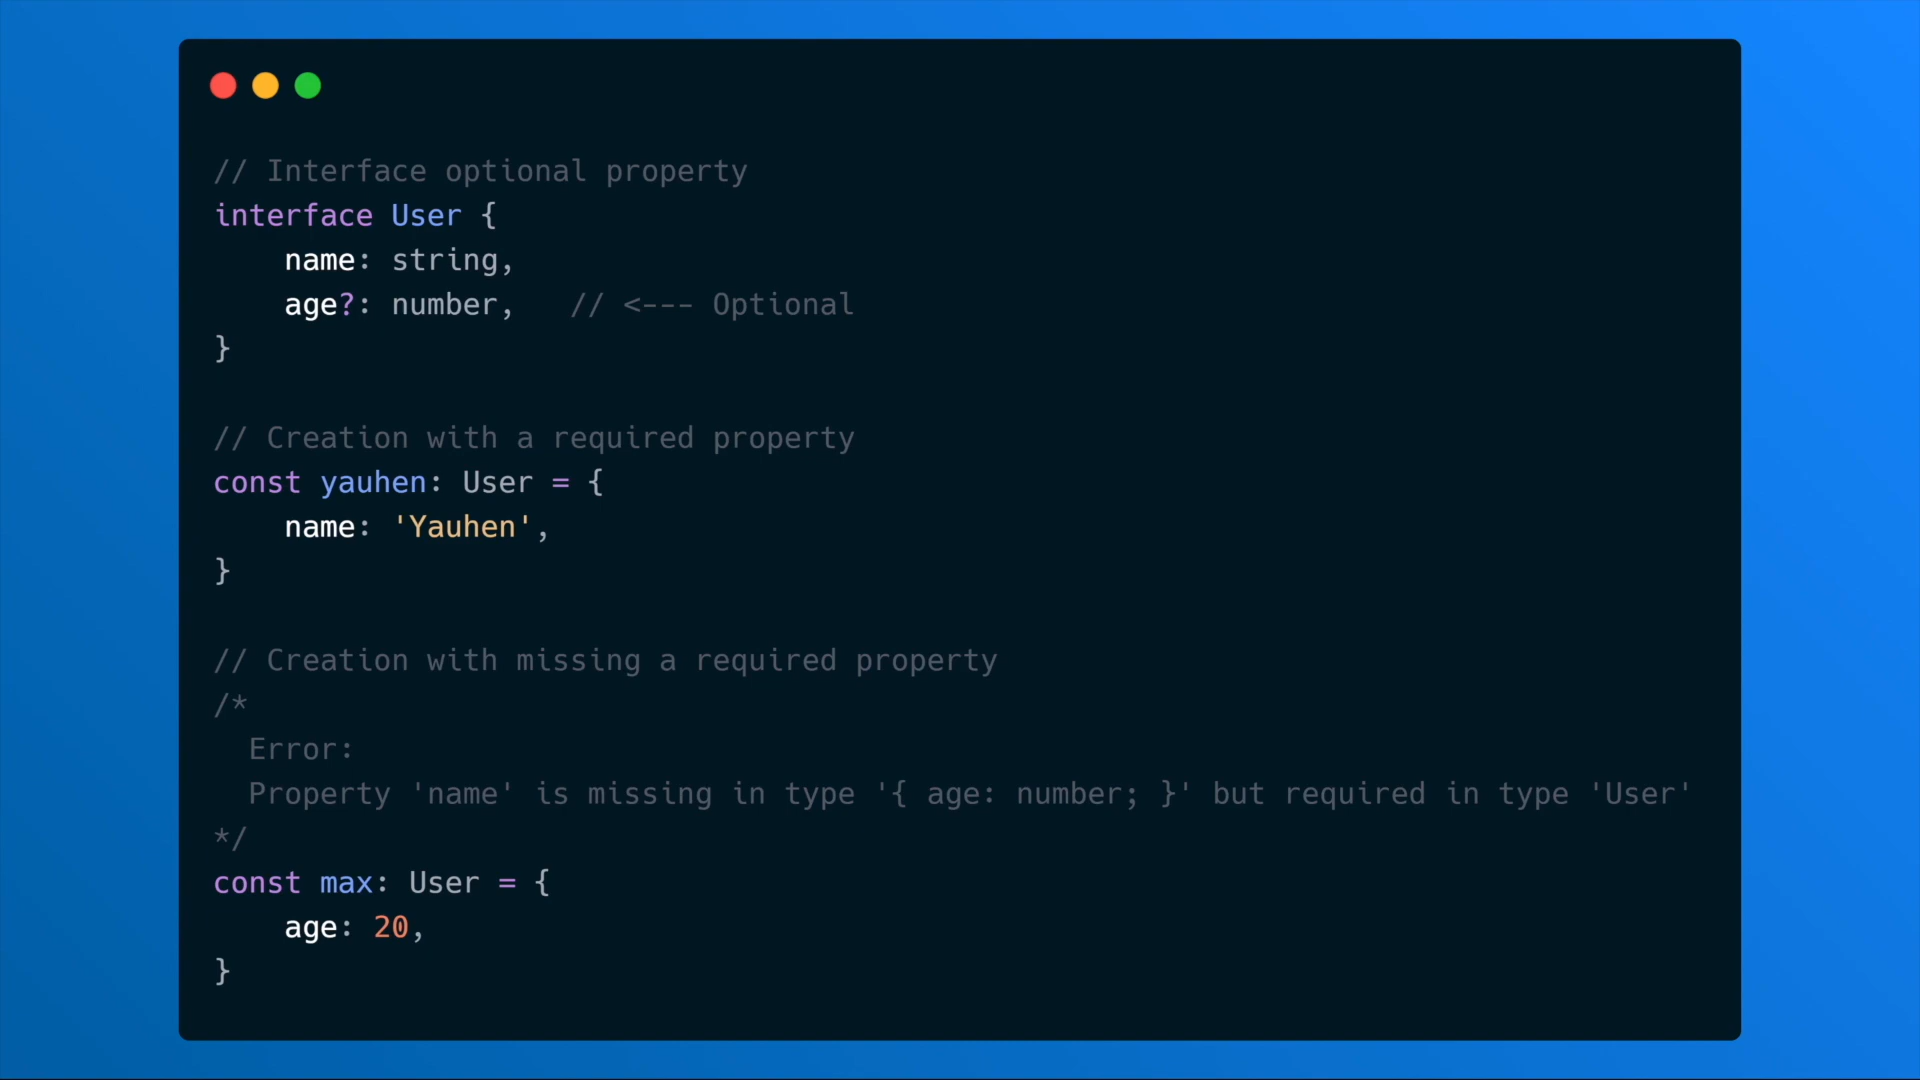 // Interface optional property
interface User {
    name: string,
    age?: number,   // <--- Optional
}

// Creation with a required property
const yauhen: User = {
    name: 'Yauhen',
}

// Creation with missing a required property
/*
  Error:
  Property 'name' is missing in type '{ age: number; }' but required in type 'User'
*/
const max: User = {
    age: 20,
}